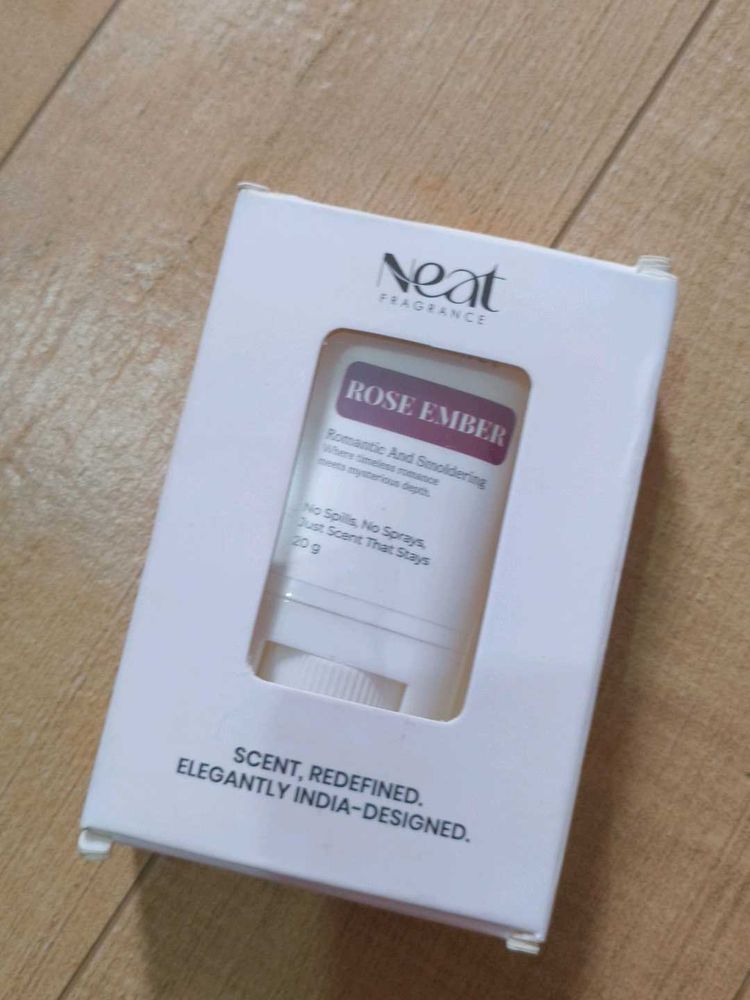 Neat
FRAGRANCE
ROSE EMBER
Romantic And Smoldering
Where timeless romance
meets mysterious depth.
No Spills, No Sprays,
Just Scent That Stays
20 g
SCENT, REDEFINED.
ELEGANTLY INDIA-DESIGNED.